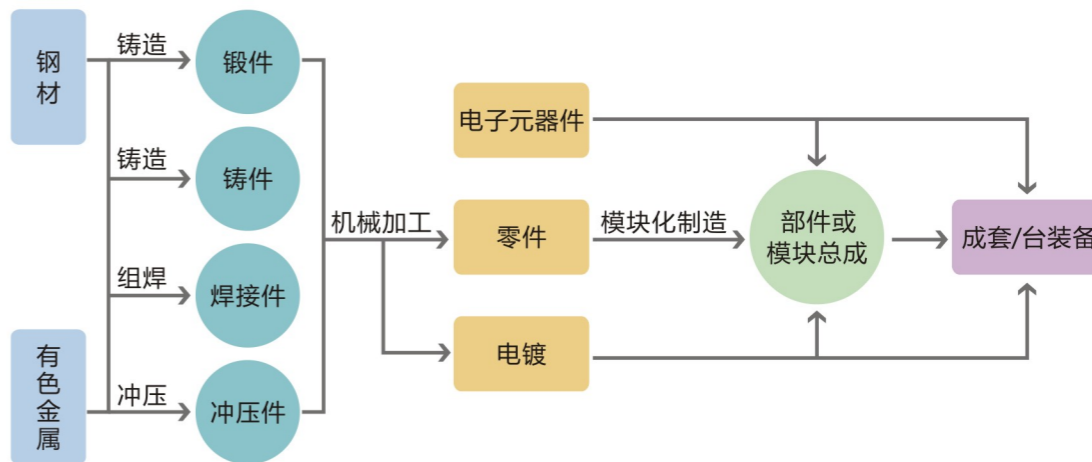 钢材
铸造
锻件
铸造
铸件
组焊
焊接件
有色金属
冲压
冲压件
机械加工
电子元器件
零件
模块化制造
电镀
部件或
模块总成
成套/台装备